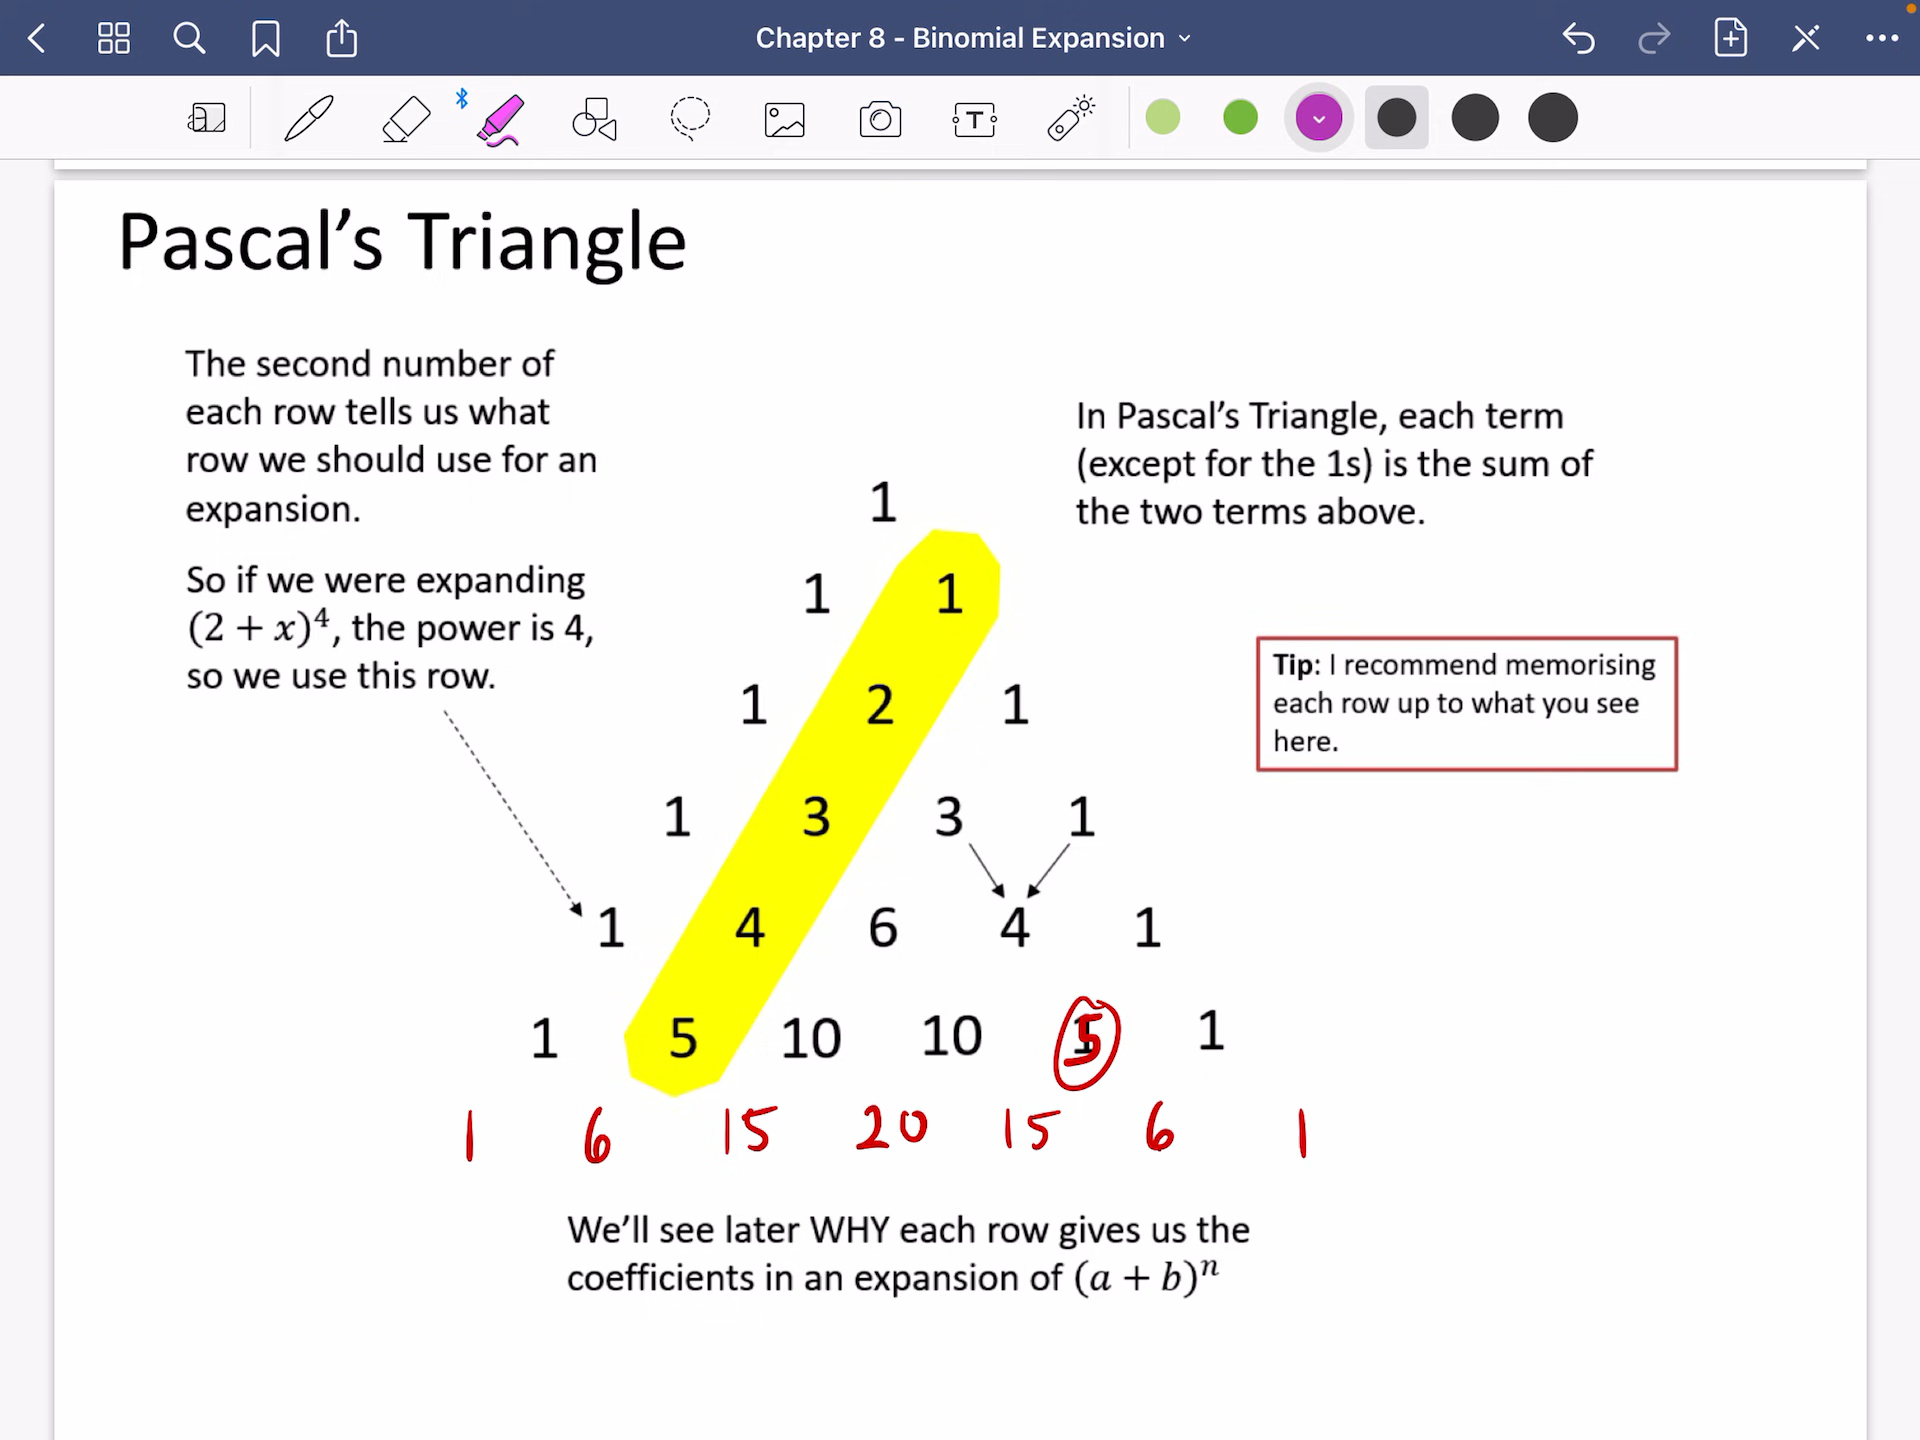 Chapter 8 - Binomial Expansion
Pascal's Triangle
The second number of
each row tells us what
row we should use for an
expansion.
So if we were expanding
(2 + x)⁴, the power is 4,
so we use this row.
In Pascal's Triangle, each term
(except for the 1s) is the sum of
the two terms above.
Tip: I recommend memorising
each row up to what you see
here.
1
1 1
1 2 1
1 3 3 1
1 4 6 4 1
1 5 10 10 5 1
1 6 15 20 15 6 1
We'll see later WHY each row gives us the
coefficients in an expansion of (a + b)ⁿ